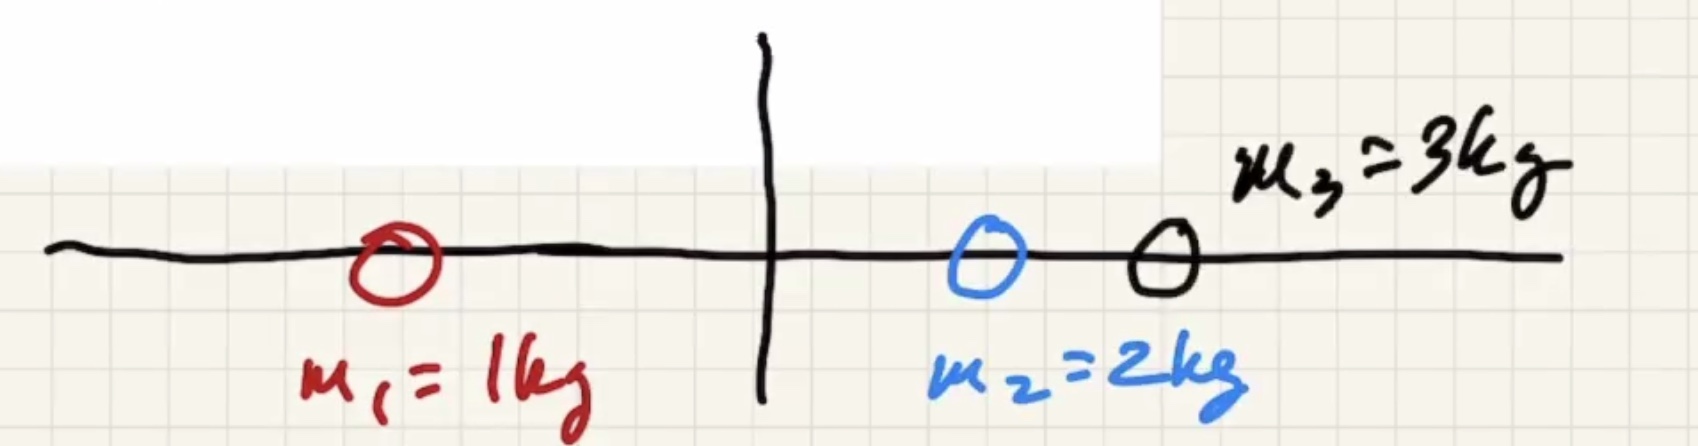 m₃ = 3kg
m₁ = 1kg
m₂ = 2kg